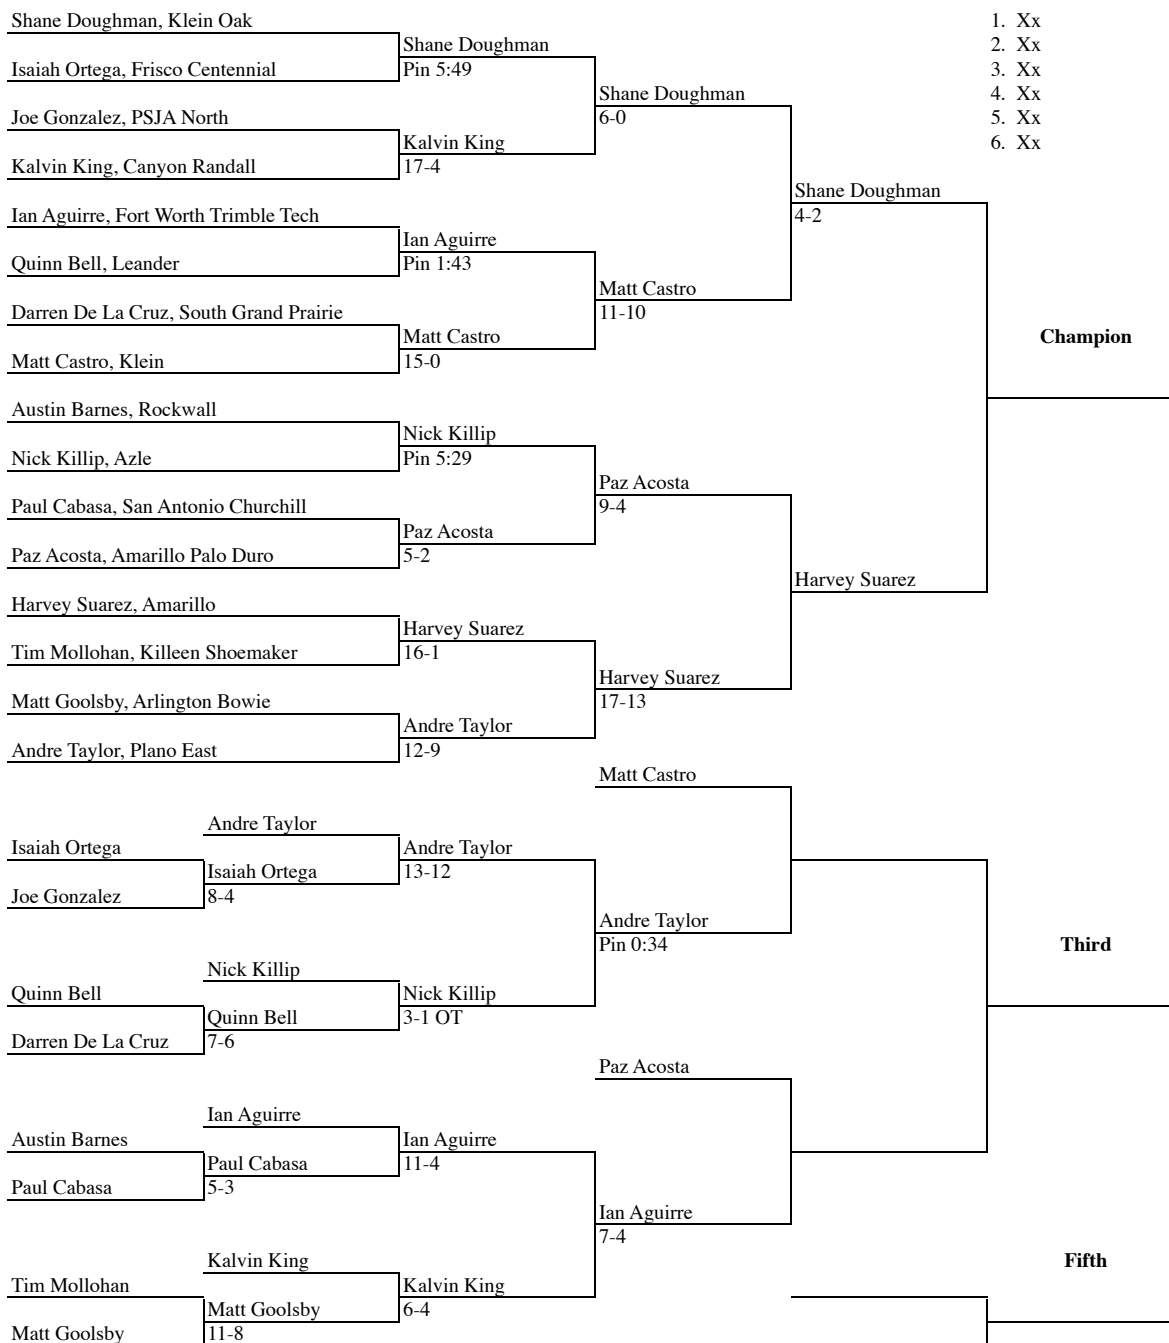 Shane Doughman, Klein Oak
1. Xx
Shane Doughman
2. Xx
Isaiah Ortega, Frisco Centennial
Pin 5:49
3. Xx
Shane Doughman
4. Xx
Joe Gonzalez, PSJA North
6-0
5. Xx
Kalvin King
6. Xx
Kalvin King, Canyon Randall
17-4
Shane Doughman
Ian Aguirre, Fort Worth Trimble Tech
4-2
Ian Aguirre
Quinn Bell, Leander
Pin 1:43
Matt Castro
Darren De La Cruz, South Grand Prairie
11-10
Matt Castro
Champion
Matt Castro, Klein
15-0
Austin Barnes, Rockwall
Nick Killip
Nick Killip, Azle
Pin 5:29
Paz Acosta
Paul Cabasa, San Antonio Churchill
9-4
Paz Acosta
Paz Acosta, Amarillo Palo Duro
5-2
Harvey Suarez
Harvey Suarez, Amarillo
Harvey Suarez
Tim Mollohan, Killeen Shoemaker
16-1
Harvey Suarez
Matt Goolsby, Arlington Bowie
17-13
Andre Taylor
Andre Taylor, Plano East
12-9
Matt Castro
Andre Taylor
Isaiah Ortega
Andre Taylor
Isaiah Ortega
13-12
Joe Gonzalez
8-4
Andre Taylor
Pin 0:34
Third
Nick Killip
Quinn Bell
Nick Killip
Quinn Bell
3-1 OT
Darren De La Cruz
7-6
Paz Acosta
Ian Aguirre
Austin Barnes
Ian Aguirre
Paul Cabasa
11-4
Paul Cabasa
5-3
Ian Aguirre
7-4
Kalvin King
Fifth
Tim Mollohan
Kalvin King
Matt Goolsby
6-4
Matt Goolsby
11-8